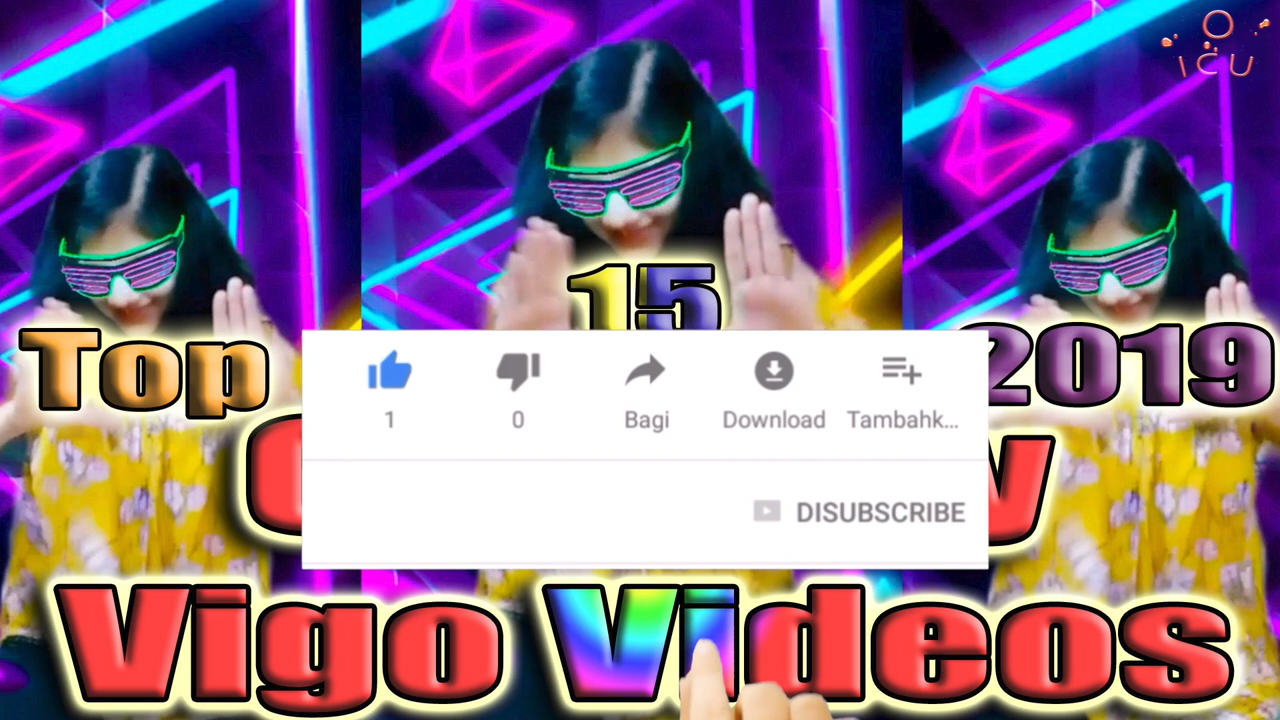 ICU
15
Top
2019
1 0 Bagi Download Tambahk...
DISUBSCRIBE
Vigo Videos